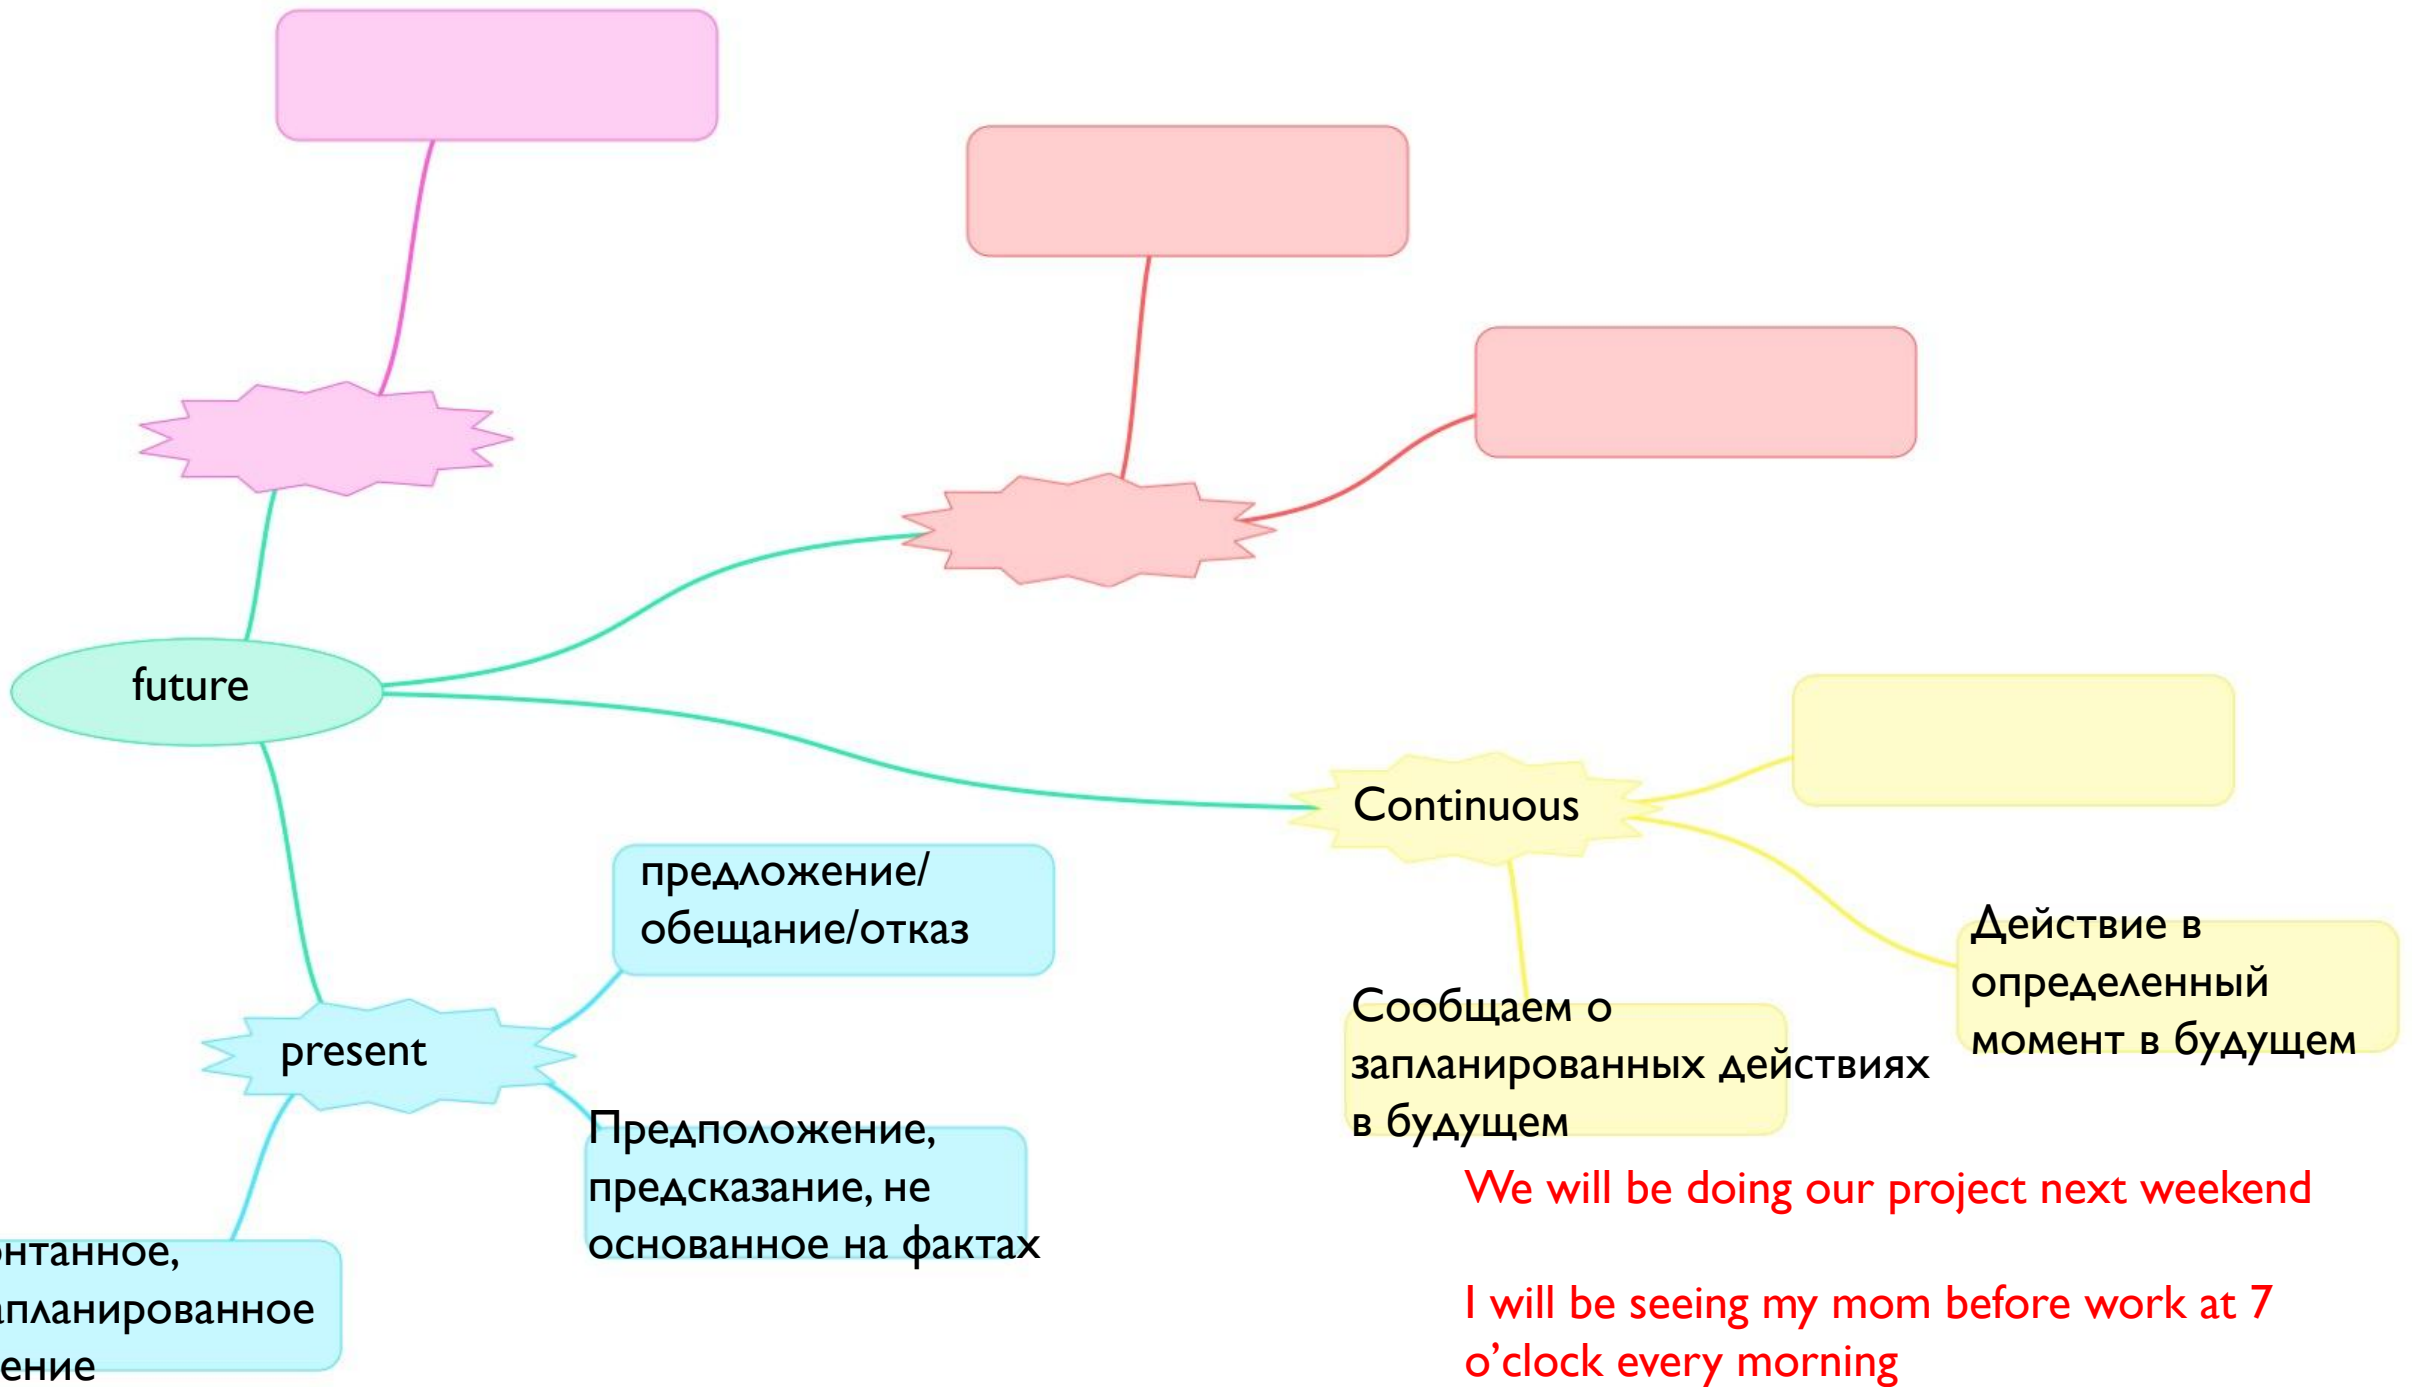 future
Continuous
предложение/
обещание/отказ
Действие в
определенный
момент в будущем
Сообщаем о
запланированных действиях
в будущем
present
Предположение,
предсказание, не
основанное на фактах
We will be doing our project next weekend
I will be seeing my mom before work at 7
o’clock every morning